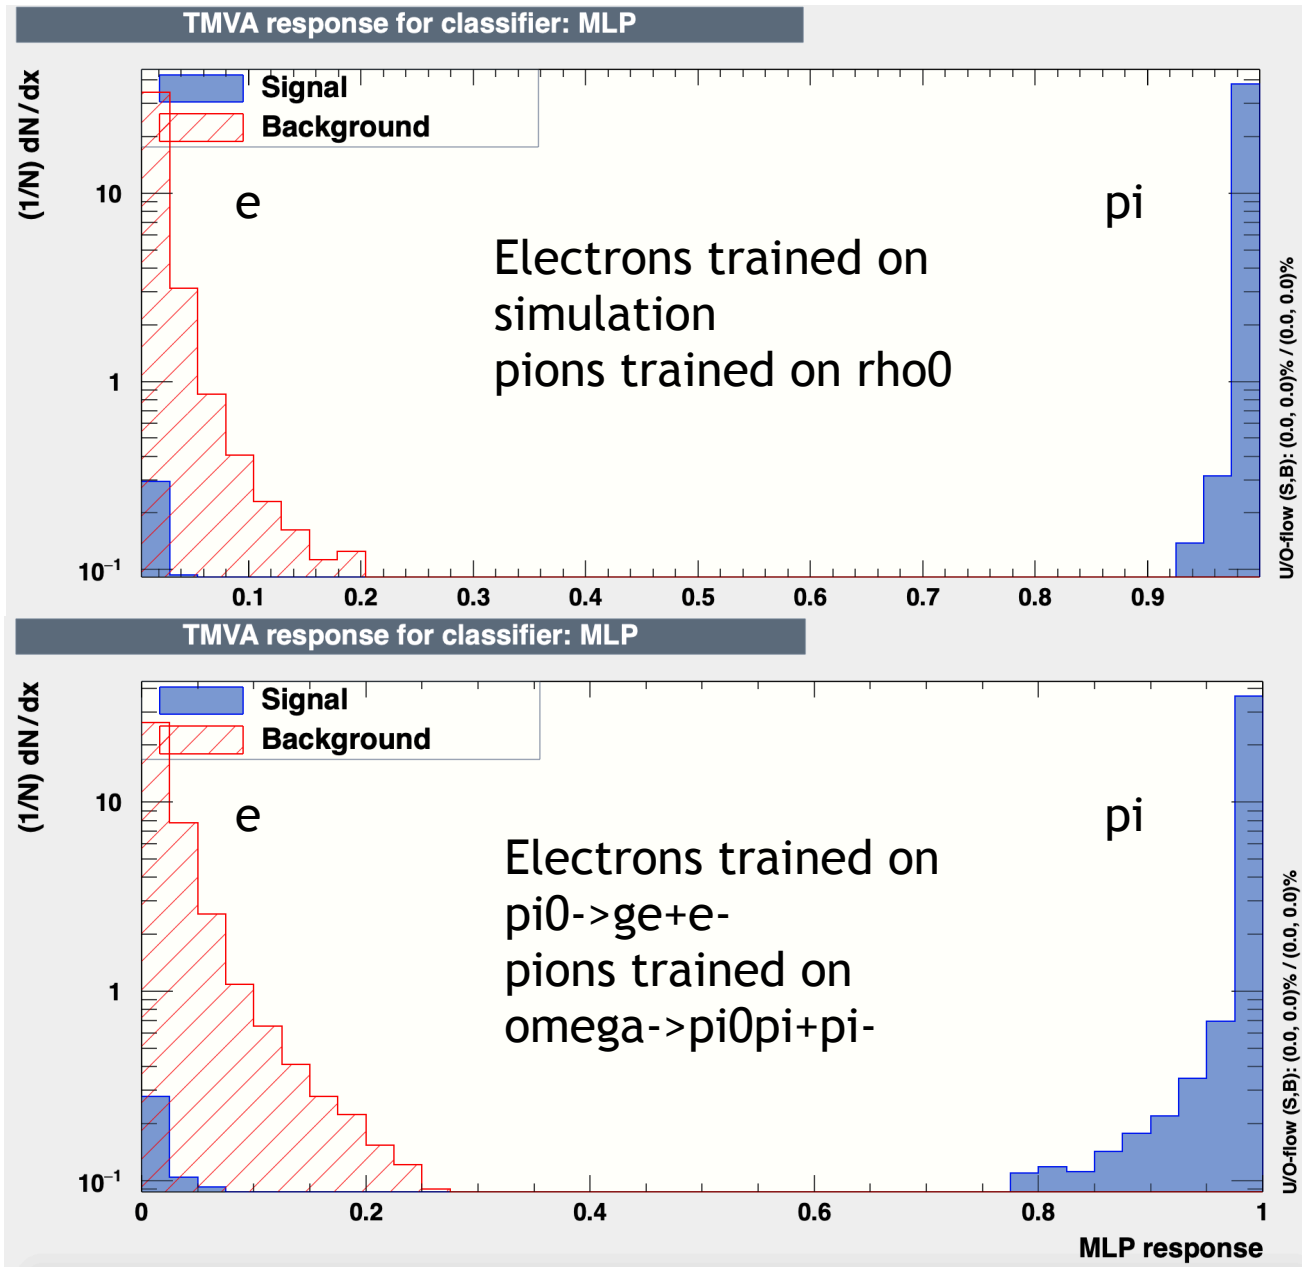 TMVA response for classifier: MLP
(1/N) dN/dx
Signal
Background
e
pi
Electrons trained on
simulation
pions trained on rho0
10
1
10⁻¹
0.1 0.2 0.3 0.4 0.5 0.6 0.7 0.8 0.9
U/O-flow (S,B): (0.0, 0.0)% / (0.0, 0.0)%
TMVA response for classifier: MLP
(1/N) dN/dx
Signal
Background
e
pi
Electrons trained on
pi0->ge+e-
pions trained on
omega->pi0pi+pi-
10
1
10⁻¹
0 0.2 0.4 0.6 0.8 1
MLP response
U/O-flow (S,B): (0.0, 0.0)% / (0.0, 0.0)%